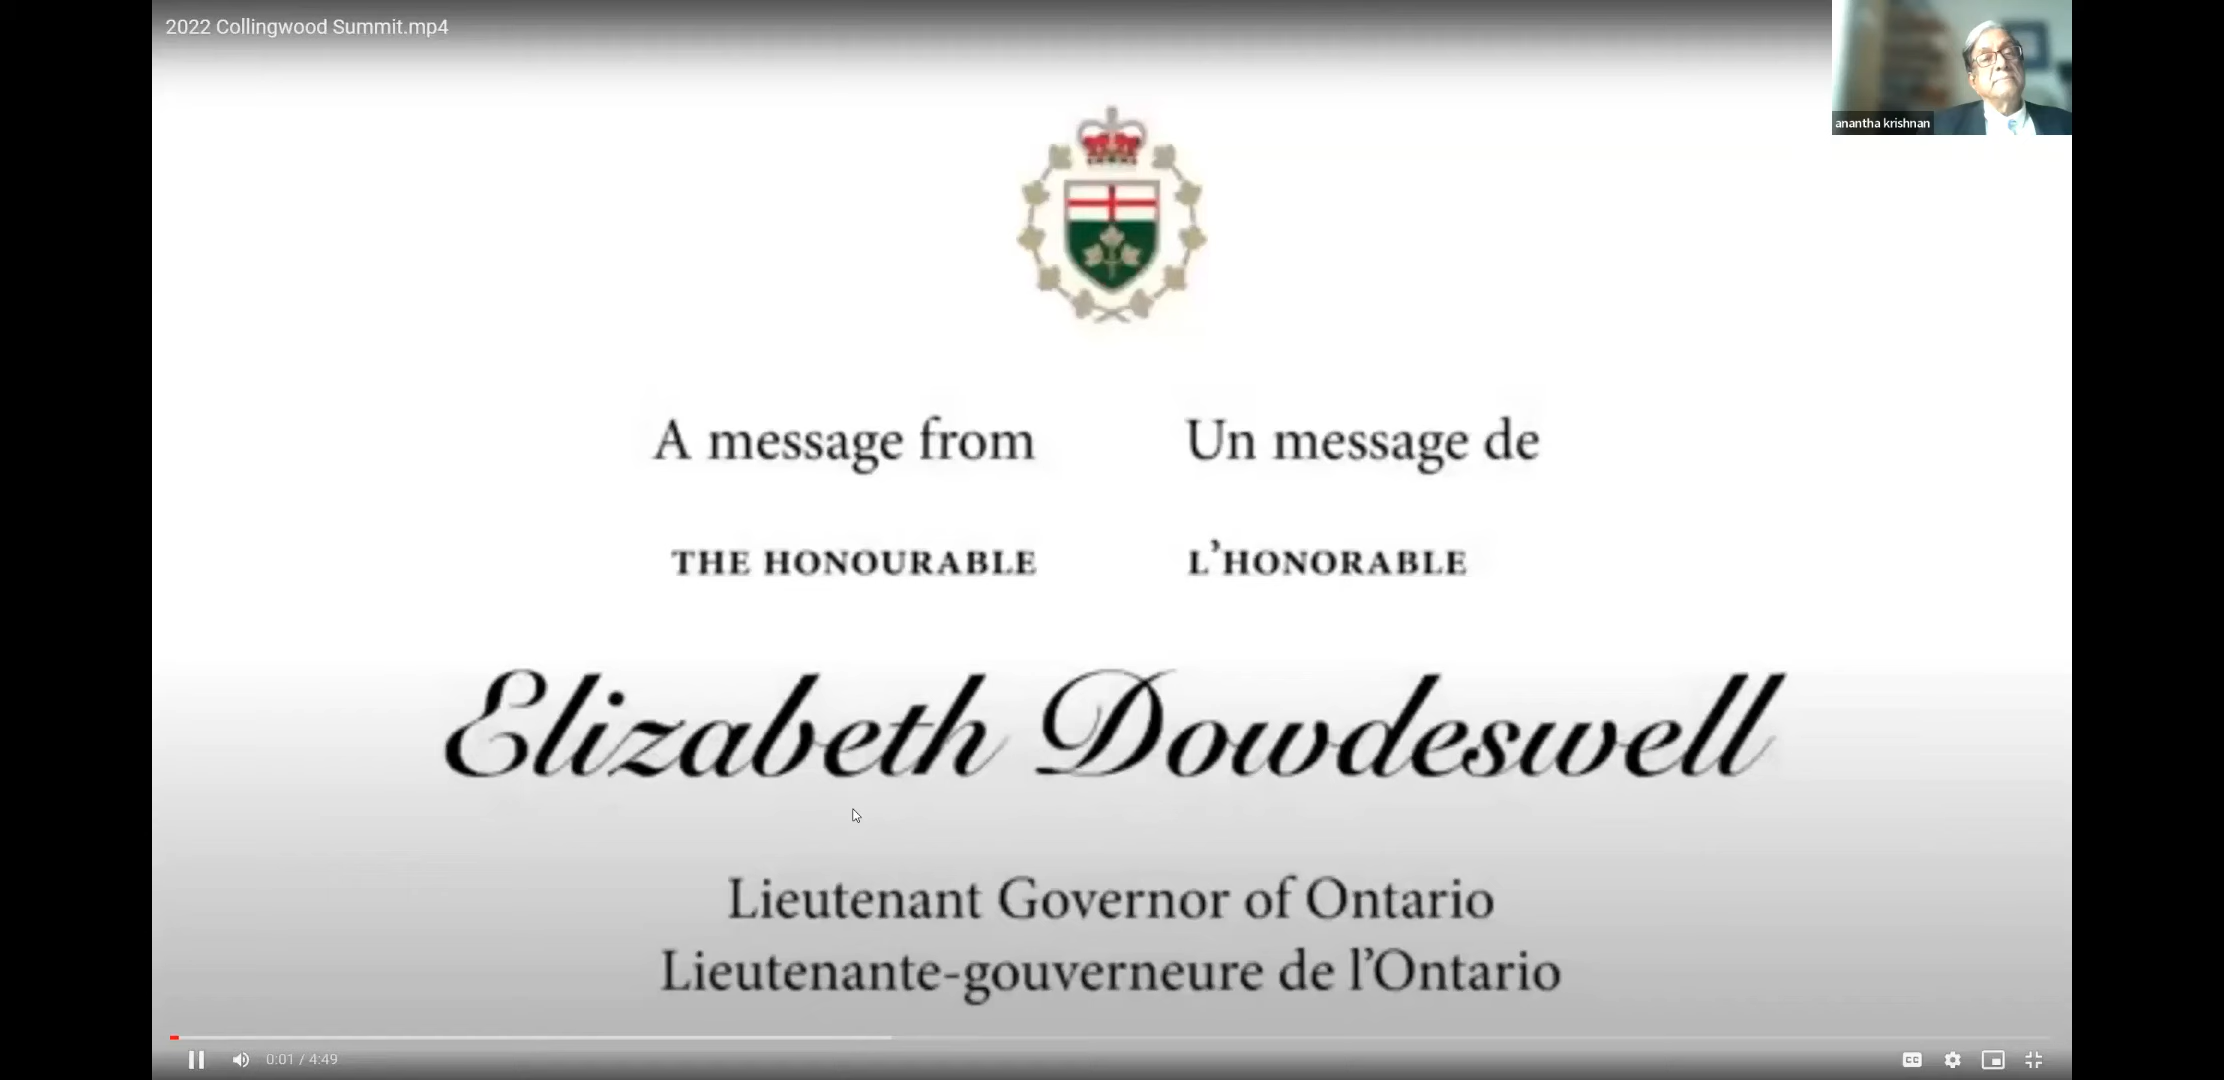 2022 Collingwood Summit.mp4
anantha krishnan
A message from
Un message de
THE HONOURABLE
L'HONORABLE
Elizabeth Dowdeswell
Lieutenant Governor of Ontario
Lieutenante-gouverneure de l'Ontario
0:01 / 4:49
CC